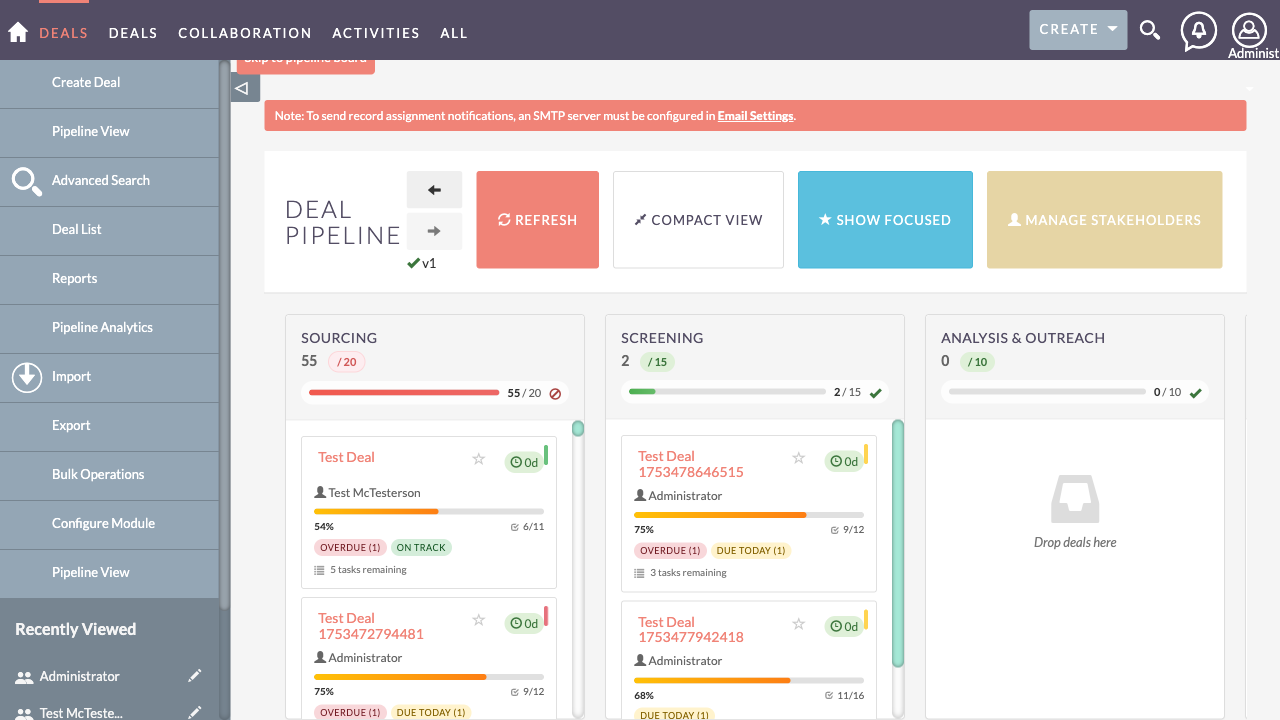 DEALS DEALS COLLABORATION ACTIVITIES ALL CREATE
Administ
Create Deal
Pipeline View
Advanced Search
Deal List
Reports
Pipeline Analytics
Import
Export
Bulk Operations
Configure Module
Pipeline View
Recently Viewed
Administrator
Test McTeste...
Skip to pipeline board
Note: To send record assignment notifications, an SMTP server must be configured in Email Settings.
DEAL
PIPELINE
v1
REFRESH
COMPACT VIEW
SHOW FOCUSED
MANAGE STAKEHOLDERS
SOURCING
55 / 20
55 / 20
Test Deal
0d
Test McTesterson
54% 6/11
OVERDUE (1) ON TRACK
5 tasks remaining
Test Deal
1753472794481
0d
Administrator
75% 9/12
OVERDUE (1) DUE TODAY (1)
SCREENING
2 / 15
2 / 15
Test Deal
1753478646515
0d
Administrator
75% 9/12
OVERDUE (1) DUE TODAY (1)
3 tasks remaining
Test Deal
1753477942418
0d
Administrator
68% 11/16
DUE TODAY (1)
ANALYSIS & OUTREACH
0 / 10
0 / 10
Drop deals here